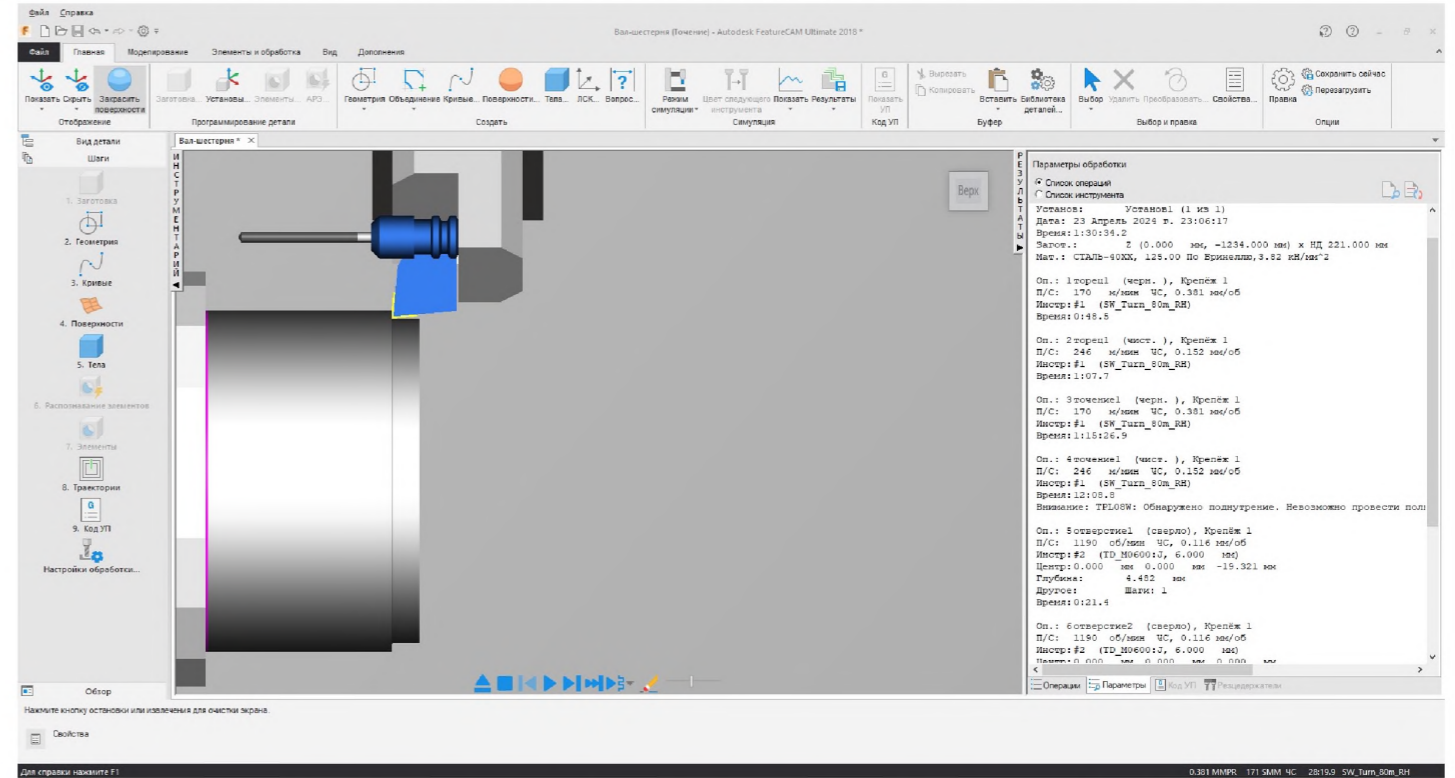 Файл Справка
Вал-шестерня (Точение) - Autodesk FeatureCAM Ultimate 2018 *
Файл Главная Моделирование Элементы и обработка Вид Дополнения
Показать Скрыть Закрасить поверхности
Заготовка... Установы... Элементы... АРЭ...
Геометрия Объединение Кривые... Поверхности... Тела... ЛСК... Вопрос...
Режим симуляции Цвет следующего инструмента Показать Результаты
Показать УП
Вырезать
Копировать
Вставить Библиотека деталей...
Выбор Удалить Преобразовать... Свойства...
Правка
Сохранить сейчас
Перезагрузить
Отображение Программирование детали Создать Симуляция Код УП Буфер Выбор и правка Опции
Вид детали
Шаги
Вал-шестерня *
1. Заготовка
2. Геометрия
3. Кривые
4. Поверхности
5. Тела
6. Распознавание элементов
7. Элементы
8. Траектории
9. Код УП
Настройки обработки...
Обзор
ИНСТРУМЕНТАРИЙ
Верх
РЕЗУЛЬТАТЫ
Параметры обработки
Список операций
Список инструмента
Установ: Установ1 (1 из 1)
Дата: 23 Апрель 2024 г. 23:06:17
Время:1:30:34.2
Загот.: Z (0.000 мм, -1234.000 мм) x НД 221.000 мм
Мат.: СТАЛЬ-40ХХ, 125.00 По Бринеллю,3.82 кН/мм^2
Оп.: 1торец1 (черн. ), Крепёж 1
П/С: 170 м/мин ЧС, 0.381 мм/об
Инстр:#1 (SW_Turn_80m_RH)
Время:0:48.5
Оп.: 2торец1 (чист. ), Крепёж 1
П/С: 246 м/мин ЧС, 0.152 мм/об
Инстр:#1 (SW_Turn_80m_RH)
Время:1:07.7
Оп.: 3точение1 (черн. ), Крепёж 1
П/С: 170 м/мин ЧС, 0.381 мм/об
Инстр:#1 (SW_Turn_80m_RH)
Время:1:15:26.9
Оп.: 4точение1 (чист. ), Крепёж 1
П/С: 246 м/мин ЧС, 0.152 мм/об
Инстр:#1 (SW_Turn_80m_RH)
Время:12:08.8
Внимание: TPL08W: Обнаружено поднутрение. Невозможно провести пол
Оп.: 5отверстие1 (сверло), Крепёж 1
П/С: 1190 об/мин ЧС, 0.116 мм/об
Инстр:#2 (TD_M0600:J, 6.000 мм)
Центр:0.000 мм 0.000 мм -19.321 мм
Глубина: 4.482 мм
Другое: Шаги: 1
Время:0:21.4
Оп.: 6отверстие2 (сверло), Крепёж 1
П/С: 1190 об/мин ЧС, 0.116 мм/об
Инстр:#2 (TD_M0600:J, 6.000 мм)
Центр:0.000 мм 0.000 мм 0.000 мм
Операции Параметры Код УП Резцедержатели
Нажмите кнопку остановки или извлечения для очистки экрана.
Свойства
Для справки нажмите F1
0.381 MMPR 171 SMM ЧС 28:19.9 SW_Turn_80m_RH